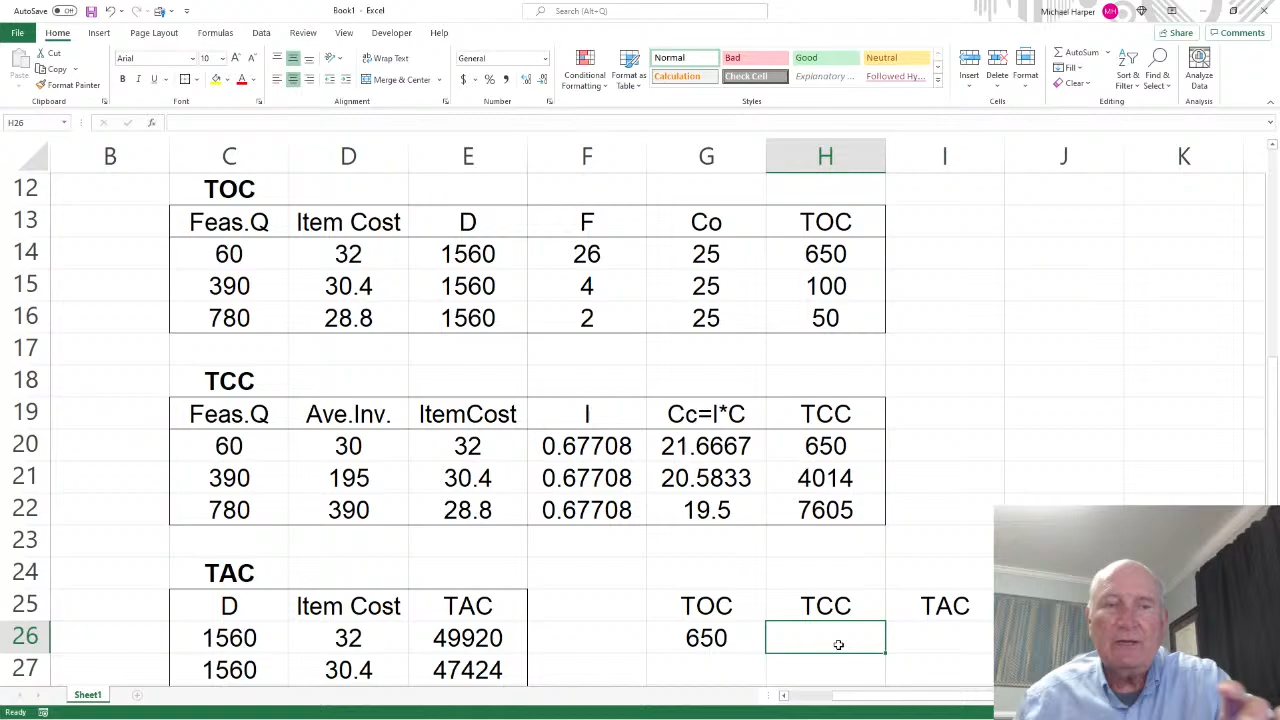 AutoSave Off Book1 - Excel Search (Alt+Q) Michael Harper MH
File Home Insert Page Layout Formulas Data Review View Developer Help Share Comments
Paste Cut Copy Format Painter Arial 10 Wrap Text General Conditional Formatting Format as Table Normal Bad Good Neutral Insert Delete Format AutoSum Fill Clear Sort & Filter Find & Select Analyze Data
B I U Merge & Center $ % Calculation Check Cell Explanatory ... Followed Hy...
Clipboard Font Alignment Number Styles Cells Editing Analysis
H26 fx
B C D E F G H I J K
12 TOC
13 Feas.Q Item Cost D F Co TOC
14 60 32 1560 26 25 650
15 390 30.4 1560 4 25 100
16 780 28.8 1560 2 25 50
17
18 TCC
19 Feas.Q Ave.Inv. ItemCost I Cc=I*C TCC
20 60 30 32 0.67708 21.6667 650
21 390 195 30.4 0.67708 20.5833 4014
22 780 390 28.8 0.67708 19.5 7605
23
24 TAC
25 D Item Cost TAC TOC TCC TAC
26 1560 32 49920 650
27 1560 30.4 47424
Sheet1
Ready